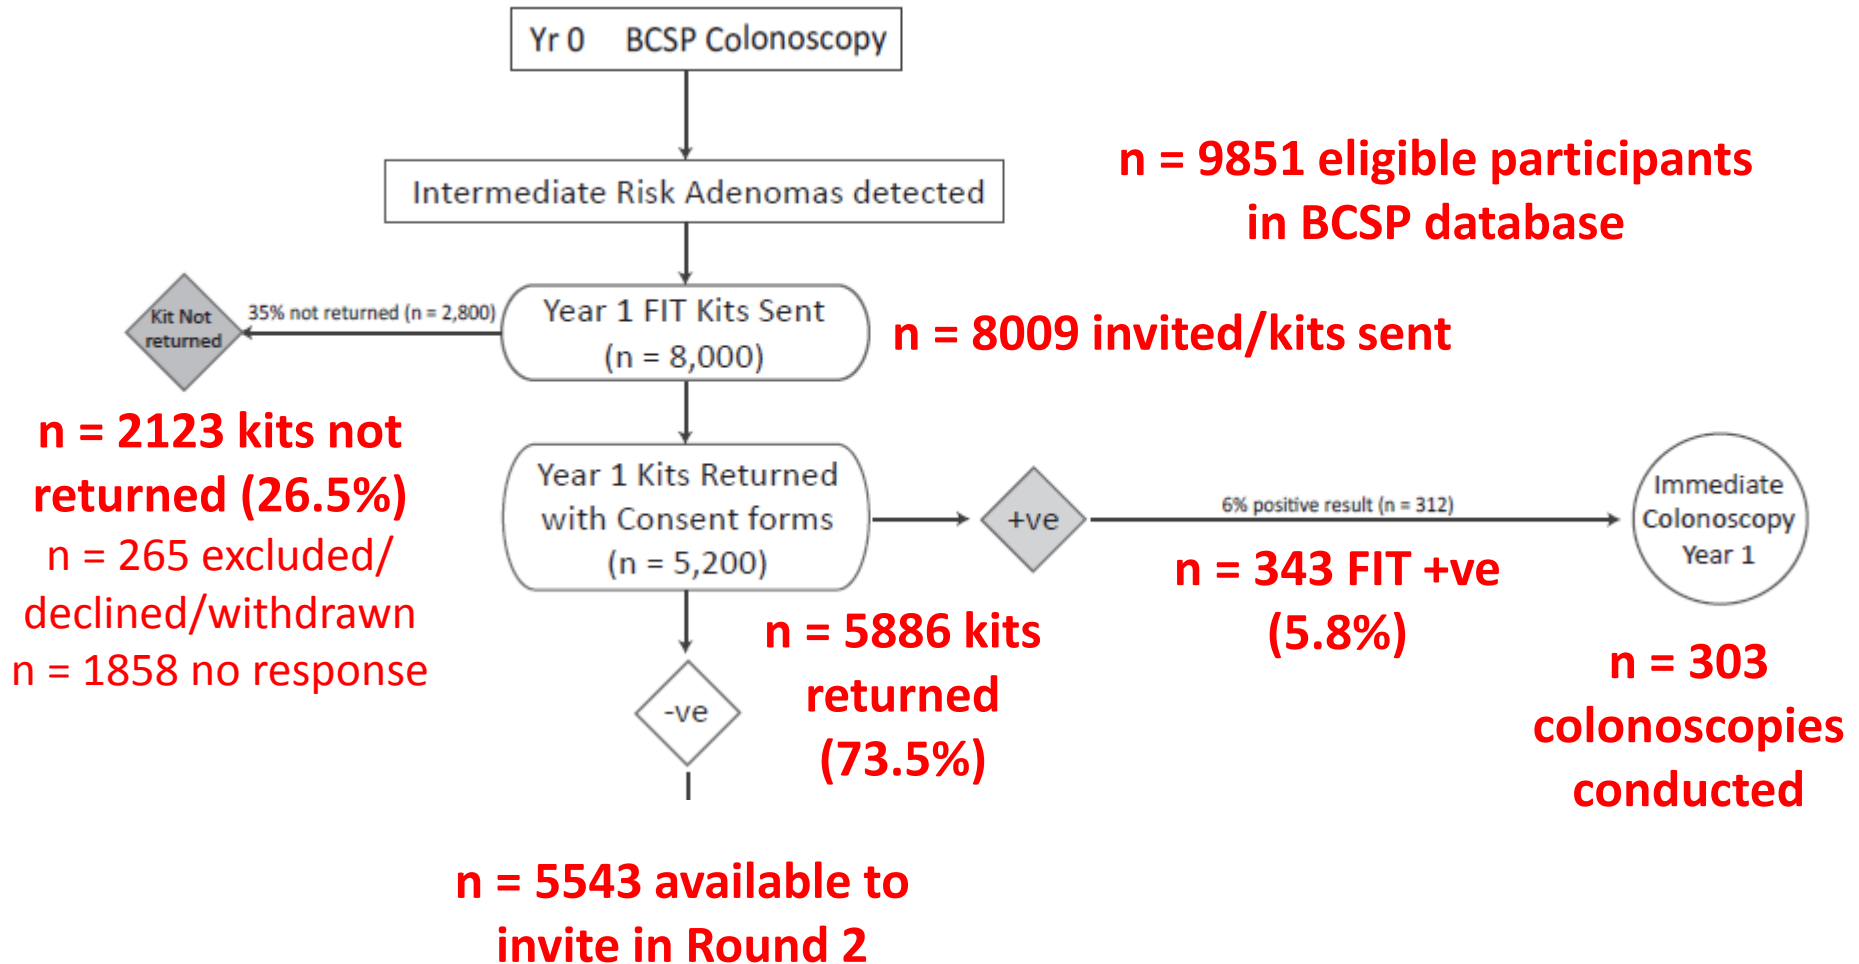 Yr 0 BCSP Colonoscopy
n = 9851 eligible participants
in BCSP database
Intermediate Risk Adenomas detected
Kit Not
returned
35% not returned (n = 2,800)
Year 1 FIT Kits Sent
(n = 8,000)
n = 8009 invited/kits sent
n = 2123 kits not
returned (26.5%)
n = 265 excluded/
declined/withdrawn
n = 1858 no response
Year 1 Kits Returned
with Consent forms
(n = 5,200)
+ve
6% positive result (n = 312)
Immediate
Colonoscopy
Year 1
n = 343 FIT +ve
(5.8%)
n = 5886 kits
returned
(73.5%)
n = 303
colonoscopies
conducted
-ve
n = 5543 available to
invite in Round 2